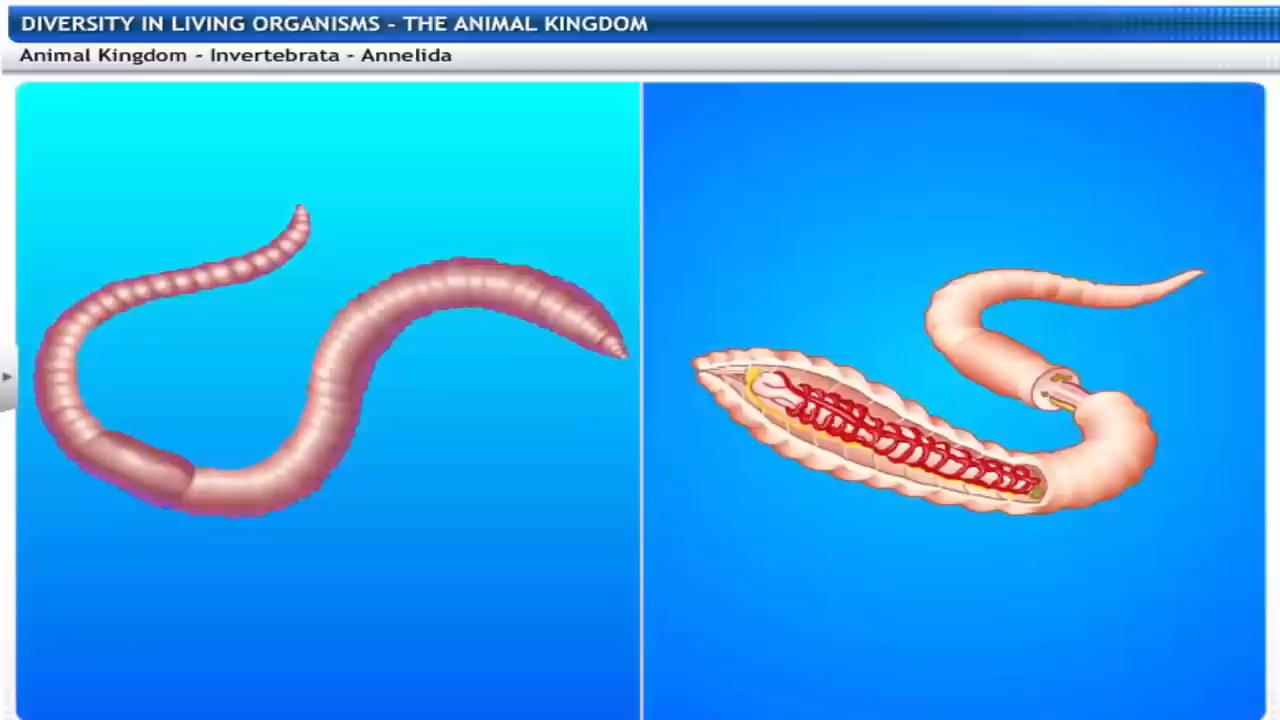 DIVERSITY IN LIVING ORGANISMS - THE ANIMAL KINGDOM
Animal Kingdom - Invertebrata - Annelida